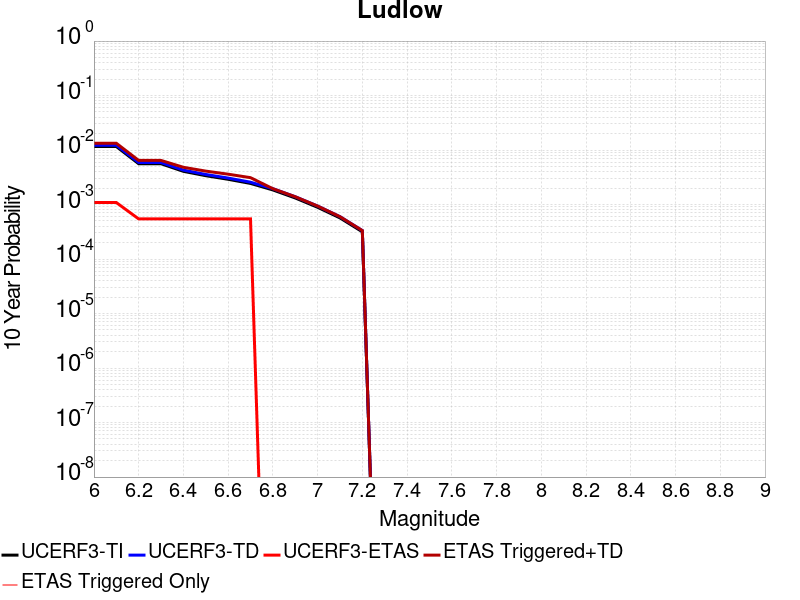 Ludlow
10 Year Probability
10^0
10^-1
10^-2
10^-3
10^-4
10^-5
10^-6
10^-7
10^-8
6 6.2 6.4 6.6 6.8 7 7.2 7.4 7.6 7.8 8 8.2 8.4 8.6 8.8 9
Magnitude
UCERF3-TI UCERF3-TD UCERF3-ETAS ETAS Triggered+TD
ETAS Triggered Only